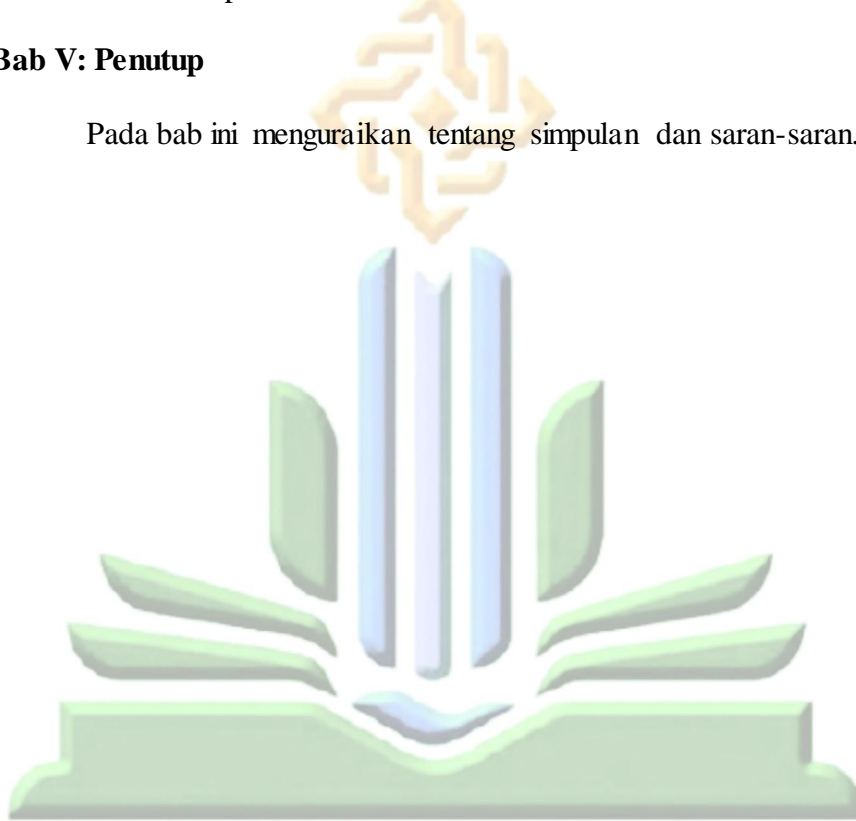 Bab V: Penutup
Pada bab ini menguraikan tentang simpulan dan saran-saran.